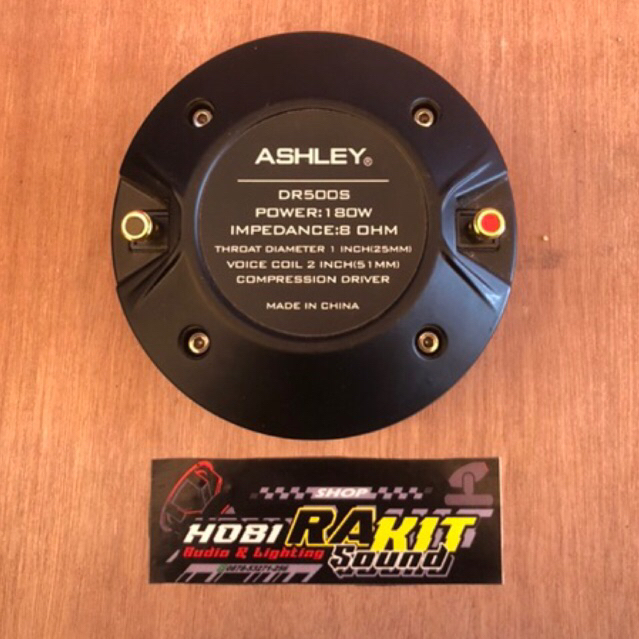 ASHLEY®
DR500S
POWER:180W
IMPEDANCE:8 OHM
THROAT DIAMETER 1 INCH(25MM)
VOICE COIL 2 INCH(51MM)
COMPRESSION DRIVER
MADE IN CHINA
SHOP
HOBI RAKIT
Audio & Lighting Sound